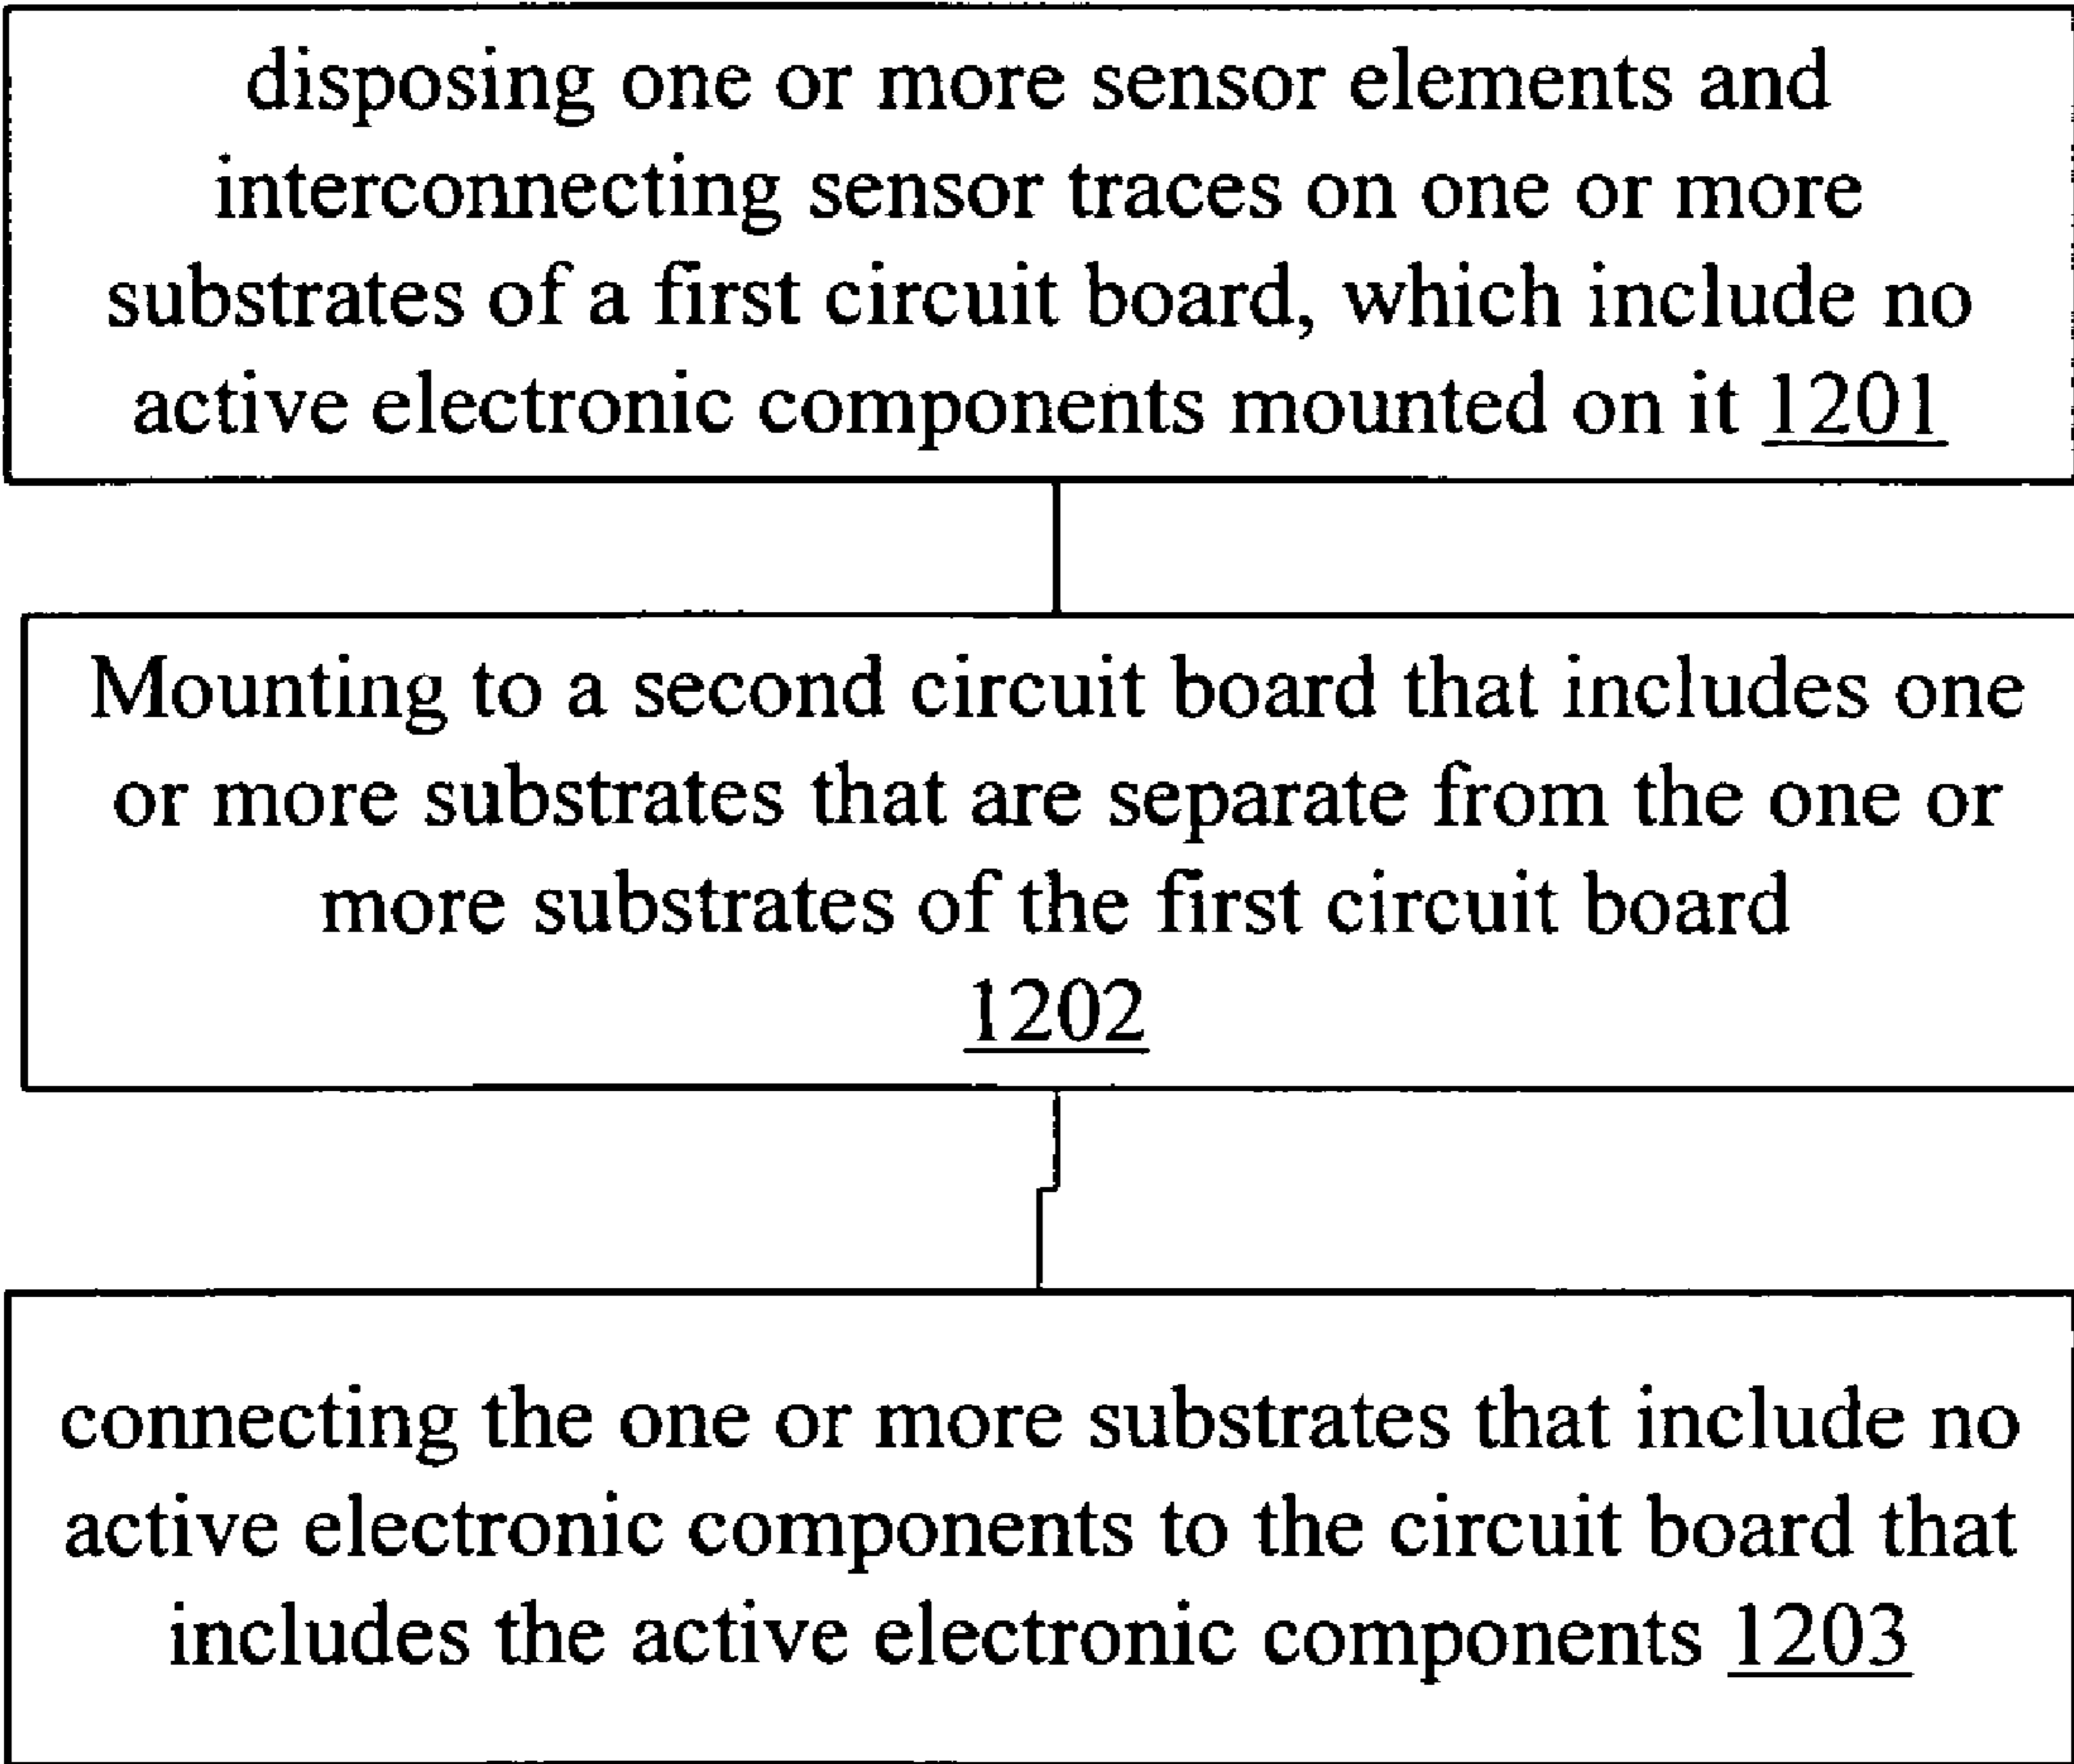 disposing one or more sensor elements and
interconnecting sensor traces on one or more
substrates of a first circuit board, which include no
active electronic components mounted on it 1201
Mounting to a second circuit board that includes one
or more substrates that are separate from the one or
more substrates of the first circuit board
1202
connecting the one or more substrates that include no
active electronic components to the circuit board that
includes the active electronic components 1203